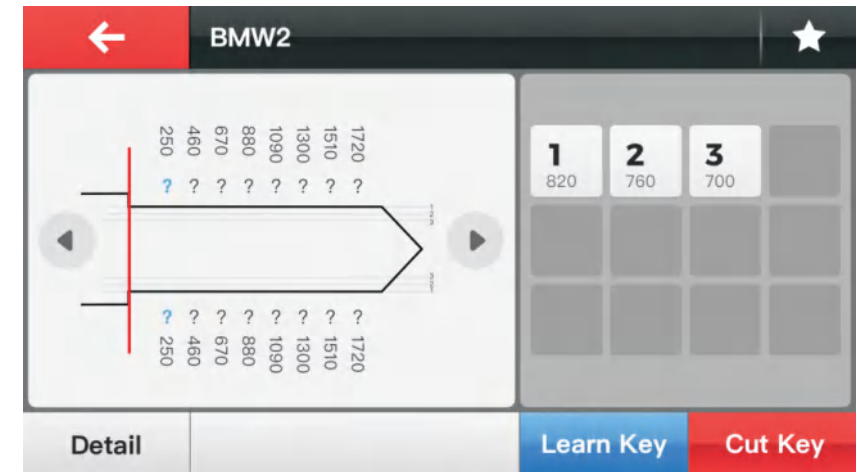 BMW2
250 460 670 880 1090 1300 1510 1720
? ? ? ? ? ? ? ?
? ? ? ? ? ? ? ?
250 460 670 880 1090 1300 1510 1720
1 2 3
820 760 700
Detail
Learn Key
Cut Key